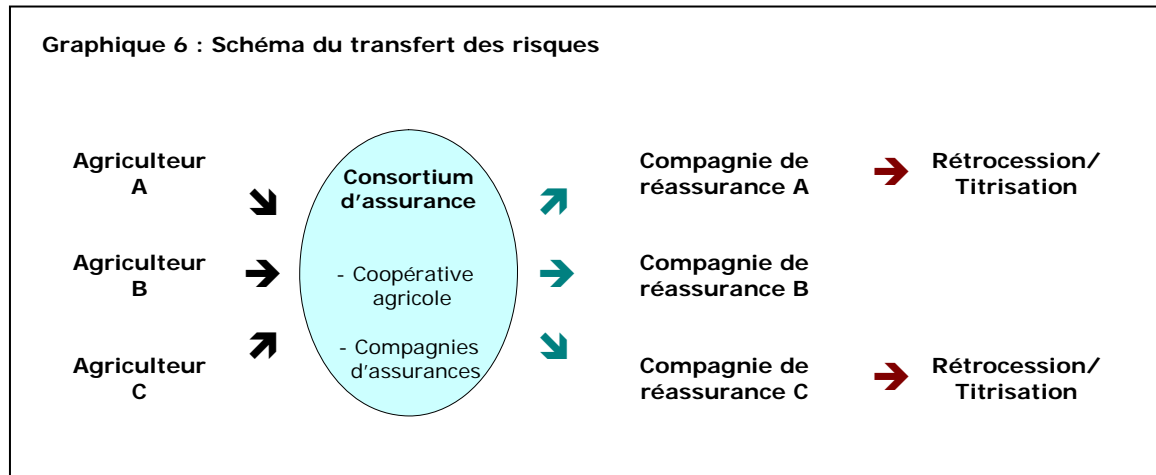 Graphique 6 : Schéma du transfert des risques
Agriculteur
A
Agriculteur
B
Agriculteur
C
Consortium
d'assurance
- Coopérative
agricole
- Compagnies
d'assurances
Compagnie de
réassurance A
Compagnie de
réassurance B
Compagnie de
réassurance C
Rétrocession/
Titrisation
Rétrocession/
Titrisation